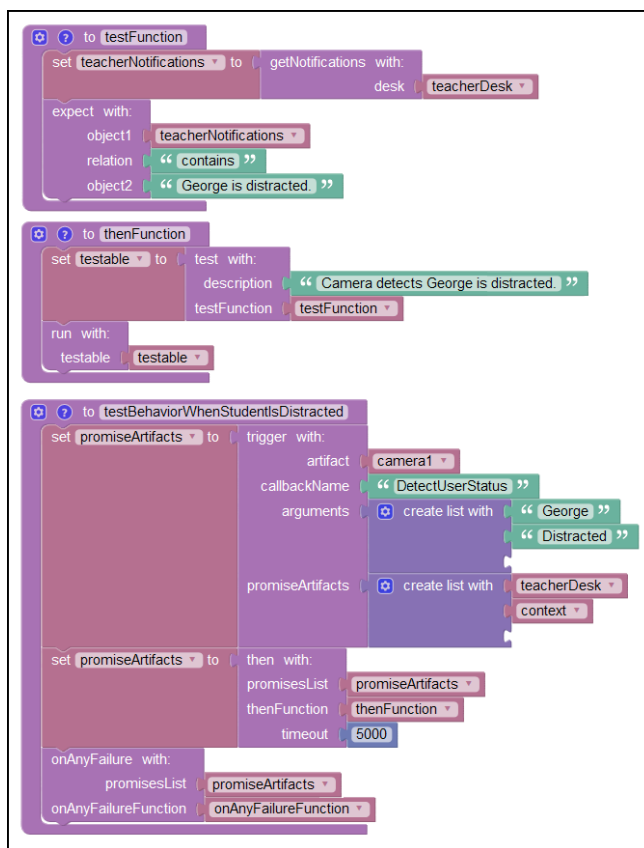 ? to testFunction
set teacherNotifications to getNotifications with:
desk teacherDesk
expect with:
object1 teacherNotifications
relation “ contains ”
object2 “ George is distracted. ”
? to thenFunction
set testable to test with:
description “ Camera detects George is distracted. ”
testFunction testFunction
run with:
testable testable
? to testBehaviorWhenStudentIsDistracted
set promiseArtifacts to trigger with:
artifact camera1
callbackName “ DetectUserStatus ”
arguments create list with “ George ”
“ Distracted ”
promiseArtifacts create list with teacherDesk
context
set promiseArtifacts to then with:
promisesList promiseArtifacts
thenFunction thenFunction
timeout 5000
onAnyFailure with:
promisesList promiseArtifacts
onAnyFailureFunction onAnyFailureFunction